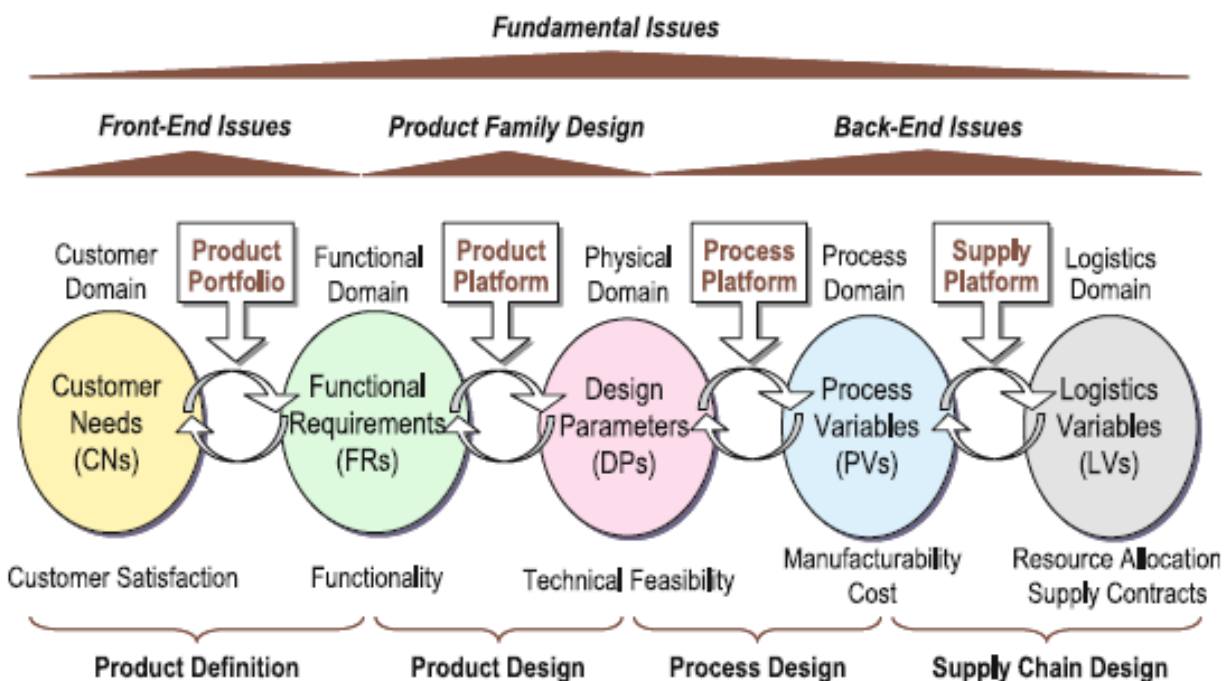 Fundamental Issues
Front-End Issues
Product Family Design
Back-End Issues
Customer
Domain
Product
Portfolio
Functional
Domain
Product
Platform
Physical
Domain
Process
Platform
Process
Domain
Supply
Platform
Logistics
Domain
Customer
Needs
(CNs)
Functional
Requirements
(FRs)
Design
Parameters
(DPs)
Process
Variables
(PVs)
Logistics
Variables
(LVs)
Customer Satisfaction
Functionality
Technical Feasibility
Manufacturability
Cost
Resource Allocation
Supply Contracts
Product Definition
Product Design
Process Design
Supply Chain Design